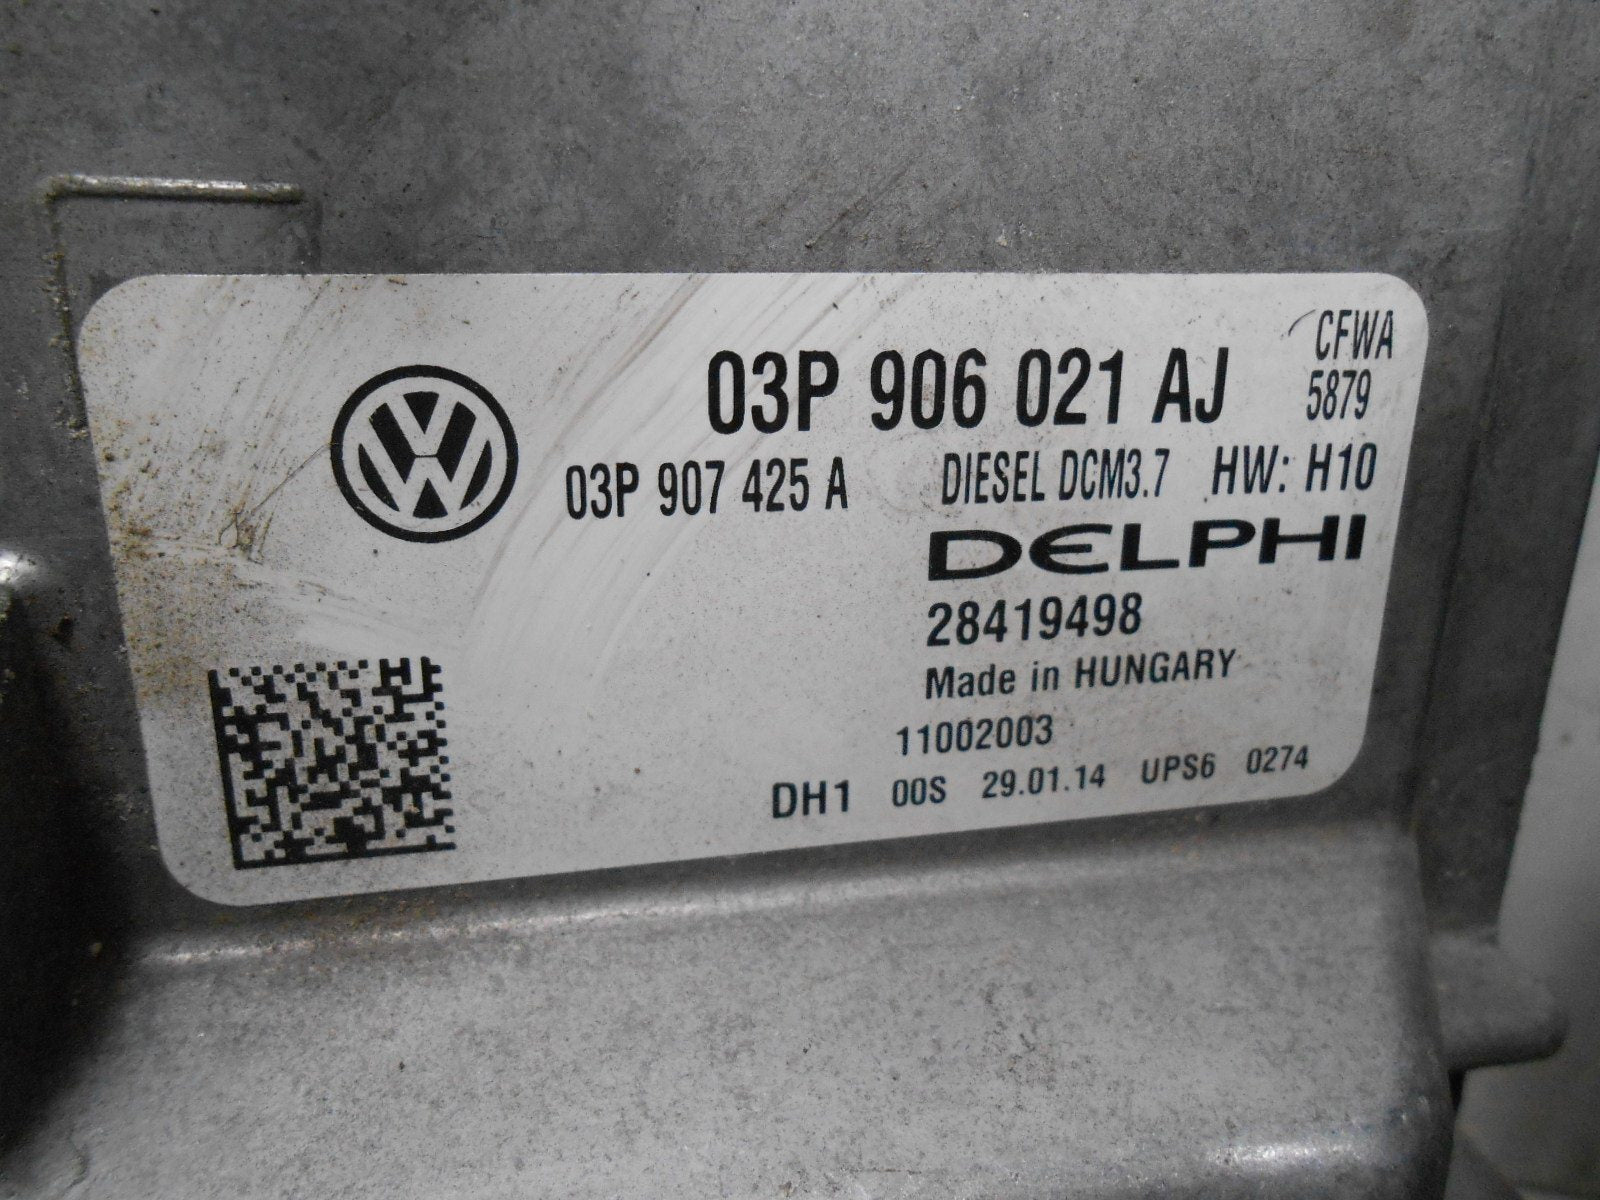 CFWA
03P 906 021 AJ 5879
03P 907 425 A DIESEL DCM3.7 HW: H10
DELPHI
28419498
Made in HUNGARY
11002003
DH1 00S 29.01.14 UPS6 0274